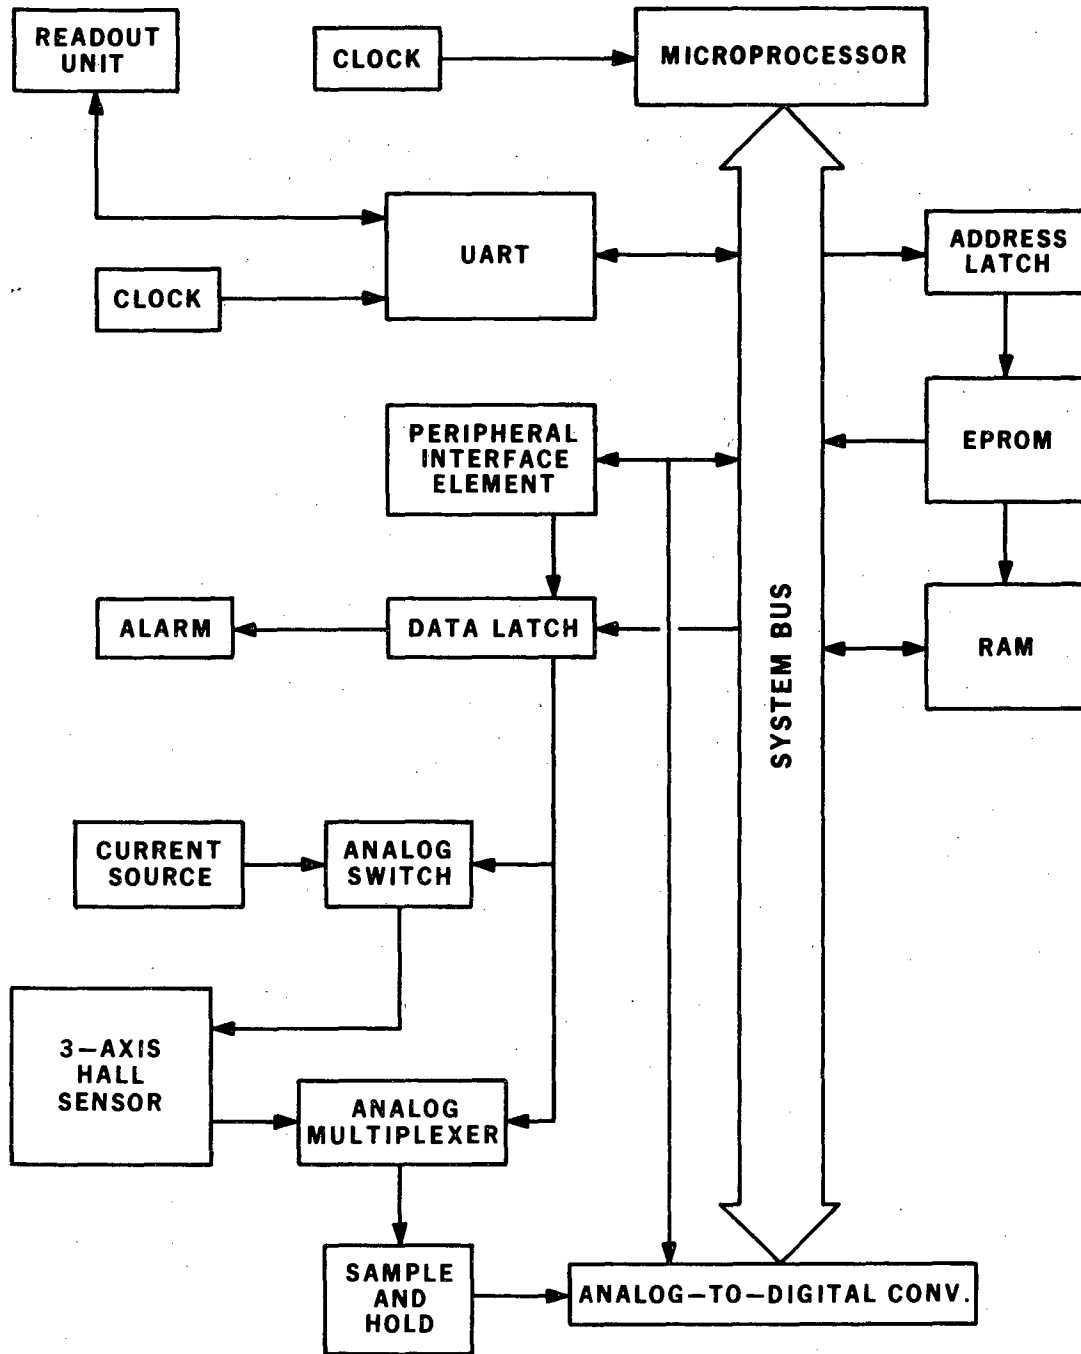 READOUT
UNIT
CLOCK
MICROPROCESSOR
UART
ADDRESS
LATCH
CLOCK
PERIPHERAL
INTERFACE
ELEMENT
EPROM
ALARM
DATA LATCH
SYSTEM BUS
RAM
CURRENT
SOURCE
ANALOG
SWITCH
3-AXIS
HALL
SENSOR
ANALOG
MULTIPLEXER
SAMPLE
AND
HOLD
ANALOG-TO-DIGITAL CONV.